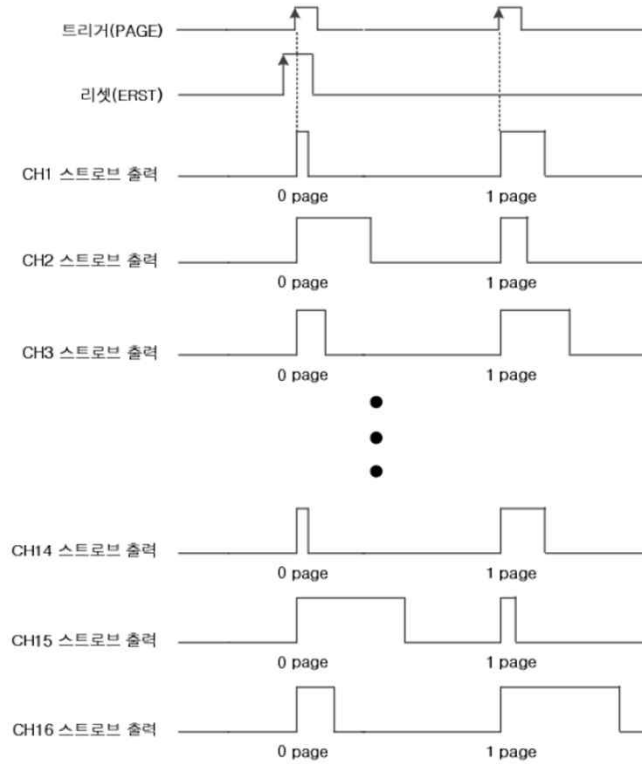 트리거(PAGE)
리셋(ERST)
CH1 스트로브 출력
0 page 1 page
CH2 스트로브 출력
0 page 1 page
CH3 스트로브 출력
0 page 1 page
CH14 스트로브 출력
0 page 1 page
CH15 스트로브 출력
0 page 1 page
CH16 스트로브 출력
0 page 1 page